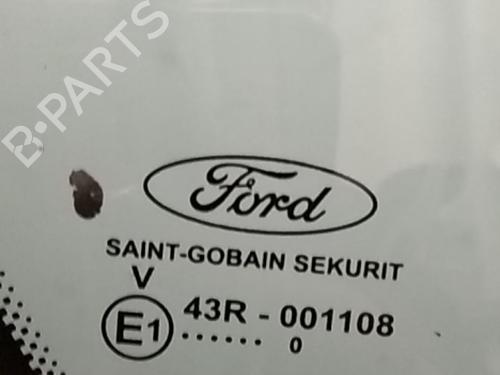 B-PARTS
Ford
SAINT-GOBAIN SEKURIT
V
E1 43R - 001108
...... 0